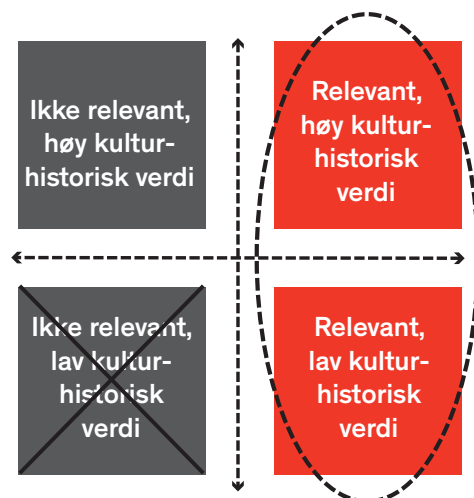 Ikke relevant,
høy kultur-
historisk verdi
Relevant,
høy kultur-
historisk
verdi
Ikke relevant,
lav kultur-
historisk
verdi
Relevant,
lav kultur-
historisk
verdi